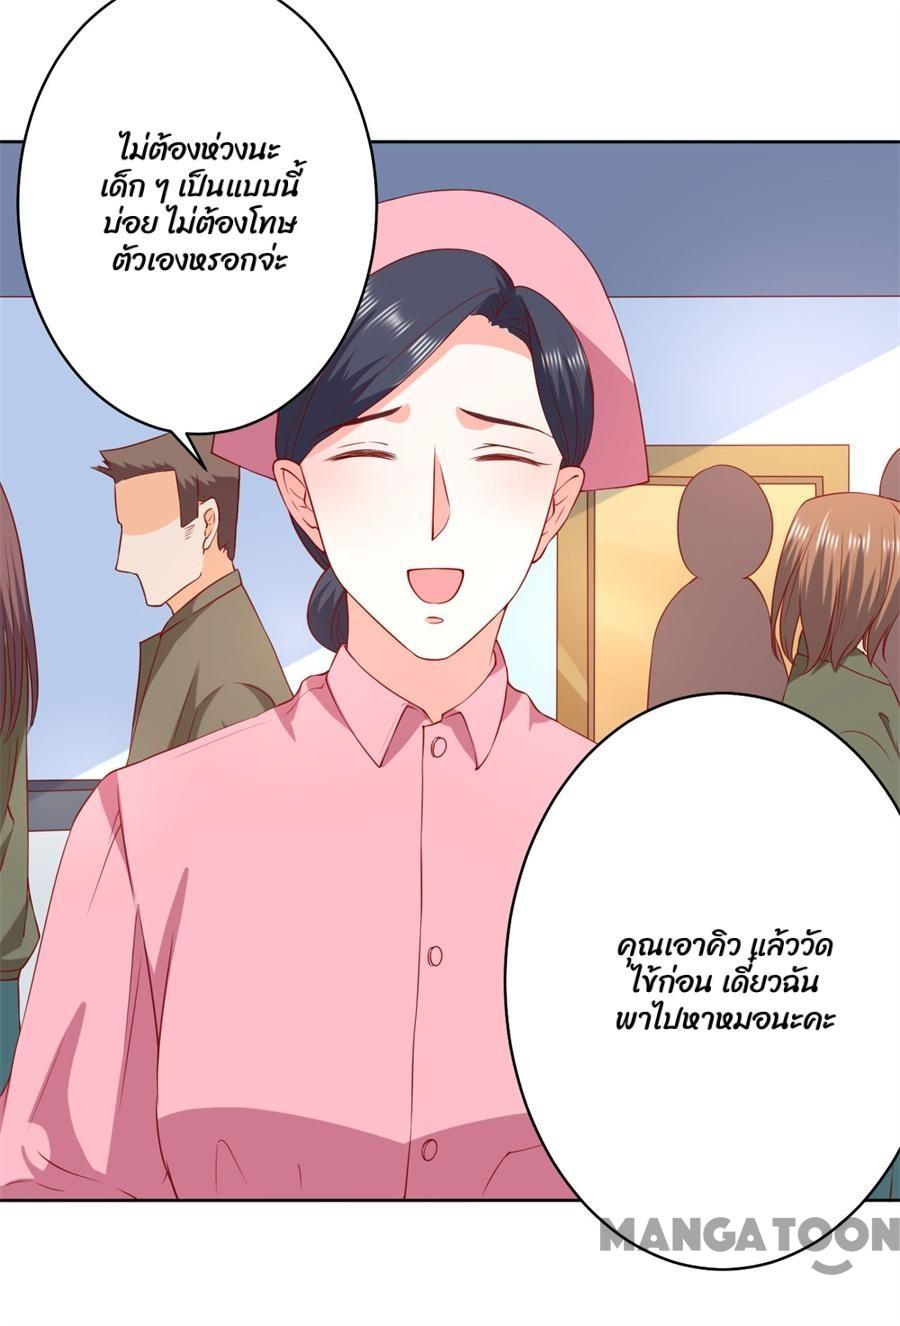 ไม่ต้องห่วงนะ
เด็ก ๆ เป็นแบบนี้
บ่อย ไม่ต้องโทษ
ตัวเองหรอกจ่ะ
คุณเอาคิว แล้ววัด
ไข้ก่อน เดี๋ยวฉัน
พาไปหาหมอนะคะ
MANGATOON